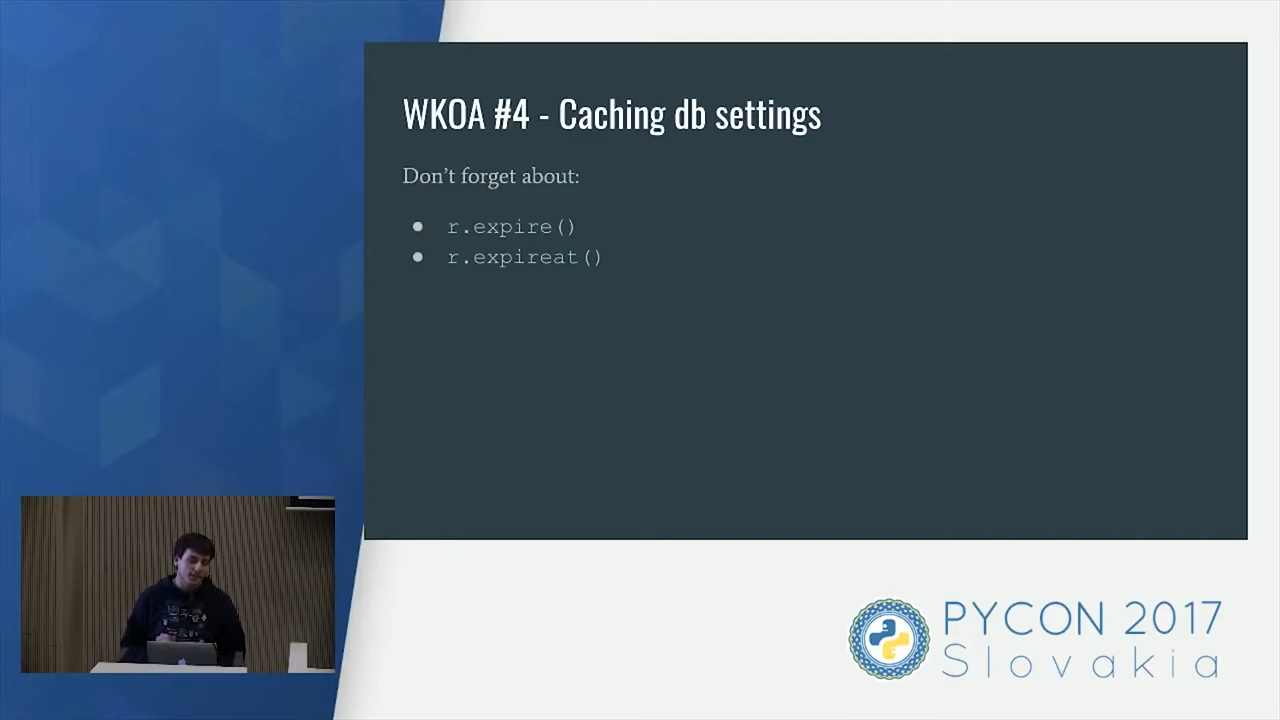 WKOA #4 - Caching db settings
Don’t forget about:
● r.expire()
● r.expireat()
PYCON 2017
Slovakia